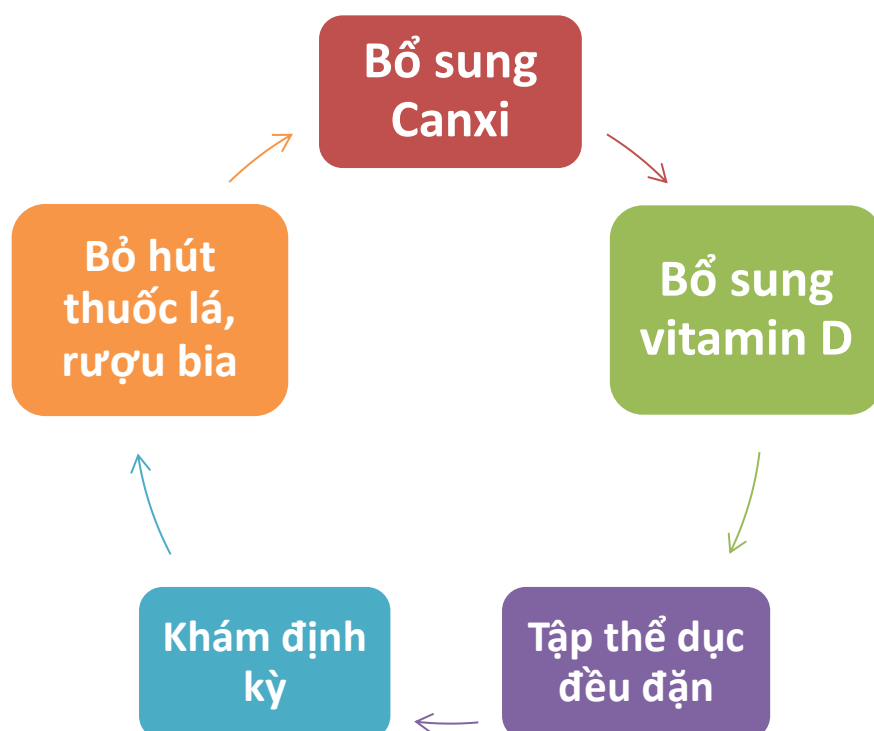 Bổ sung
Canxi
Bổ sung
vitamin D
Tập thể dục
đều đặn
Khám định
kỳ
Bỏ hút
thuốc lá,
rượu bia